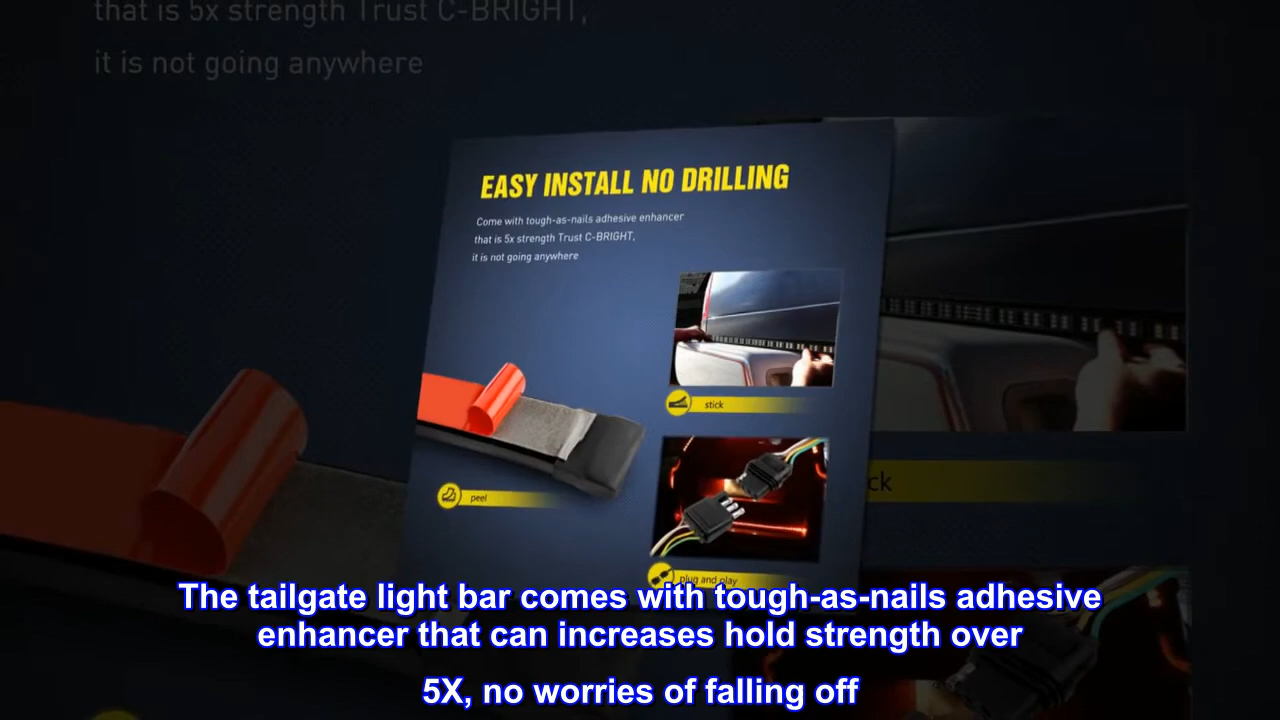 that is 5x strength Trust C-BRIGHT,
it is not going anywhere
EASY INSTALL NO DRILLING
Come with tough-as-nails adhesive enhancer
that is 5x strength Trust C-BRIGHT,
it is not going anywhere
stick
ck
peel
plug and play
The tailgate light bar comes with tough-as-nails adhesive
enhancer that can increases hold strength over
5X, no worries of falling off